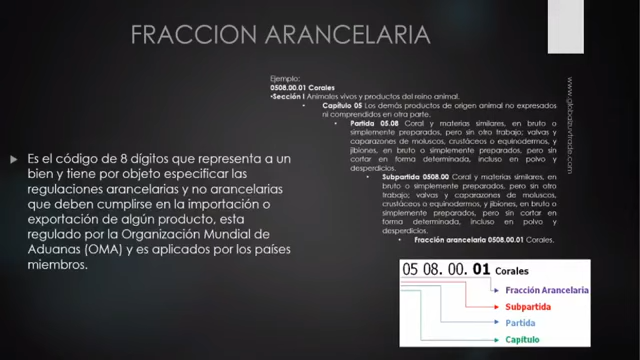 FRACCION ARANCELARIA
Es el código de 8 dígitos que representa a un
bien y tiene por objeto especificar las
regulaciones arancelarias y no arancelarias
que deben cumplirse en la importación o
exportación de algún producto, esta
regulado por la Organización Mundial de
Aduanas (OMA) y es aplicados por los países
miembros.
Ejemplo:
0508.00.01 Corales
•Sección I Animales vivos y productos del reino animal.
• Capítulo 05 Los demás productos de origen animal no expresados
ni comprendidos en otra parte.
• Partida 05.08 Coral y materias similares, en bruto o
simplemente preparados, pero sin otro trabajo; valvas y
caparazones de moluscos, crustáceos o equinodermos, y
jibiones, en bruto o simplemente preparados, pero sin
cortar en forma determinada, incluso en polvo y
desperdicios.
• Subpartida 0508.00 Coral y materias similares, en
bruto o simplemente preparados, pero sin otro
trabajo; valvas y caparazones de moluscos,
crustáceos o equinodermos, y jibiones, en bruto o
simplemente preparados, pero sin cortar en
forma determinada, incluso en polvo y
desperdicios.
• Fracción arancelaria 0508.00.01 Corales.
05 08. 00. 01 Corales
Fracción Arancelaria
Subpartida
Partida
Capítulo